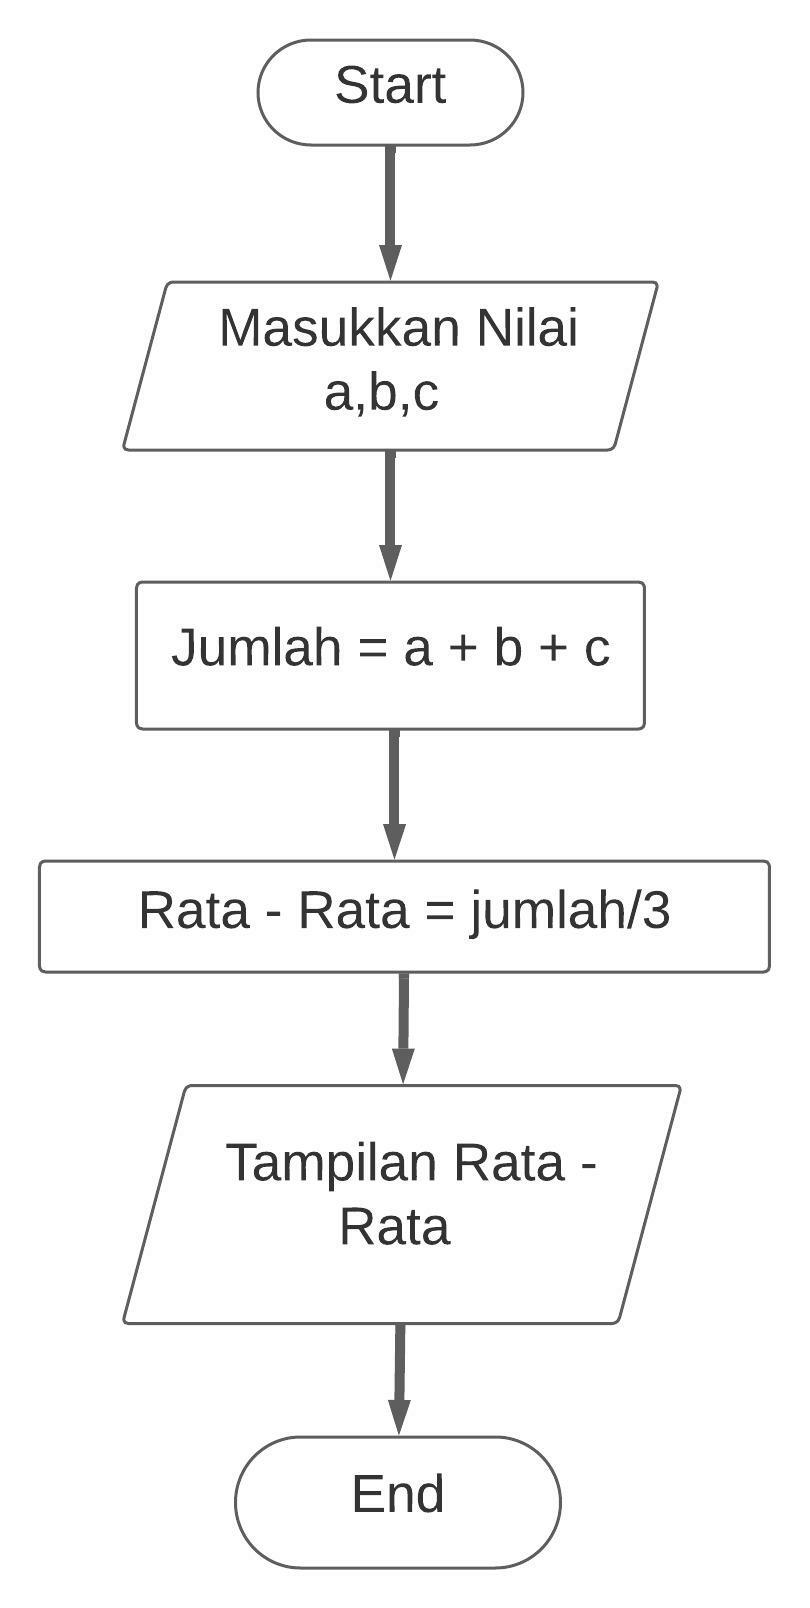 Start
Masukkan Nilai
a,b,c
Jumlah = a + b + c
Rata - Rata = jumlah/3
Tampilan Rata -
Rata
End